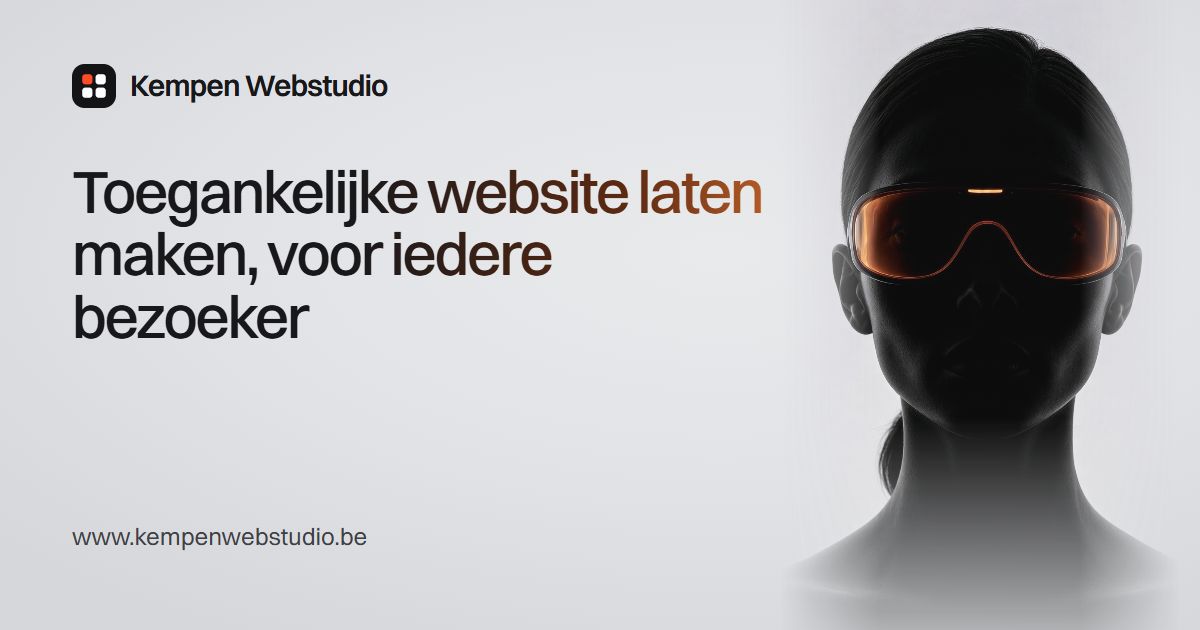 Kempen Webstudio
Toegankelijke website laten
maken, voor iedere
bezoeker
www.kempenwebstudio.be